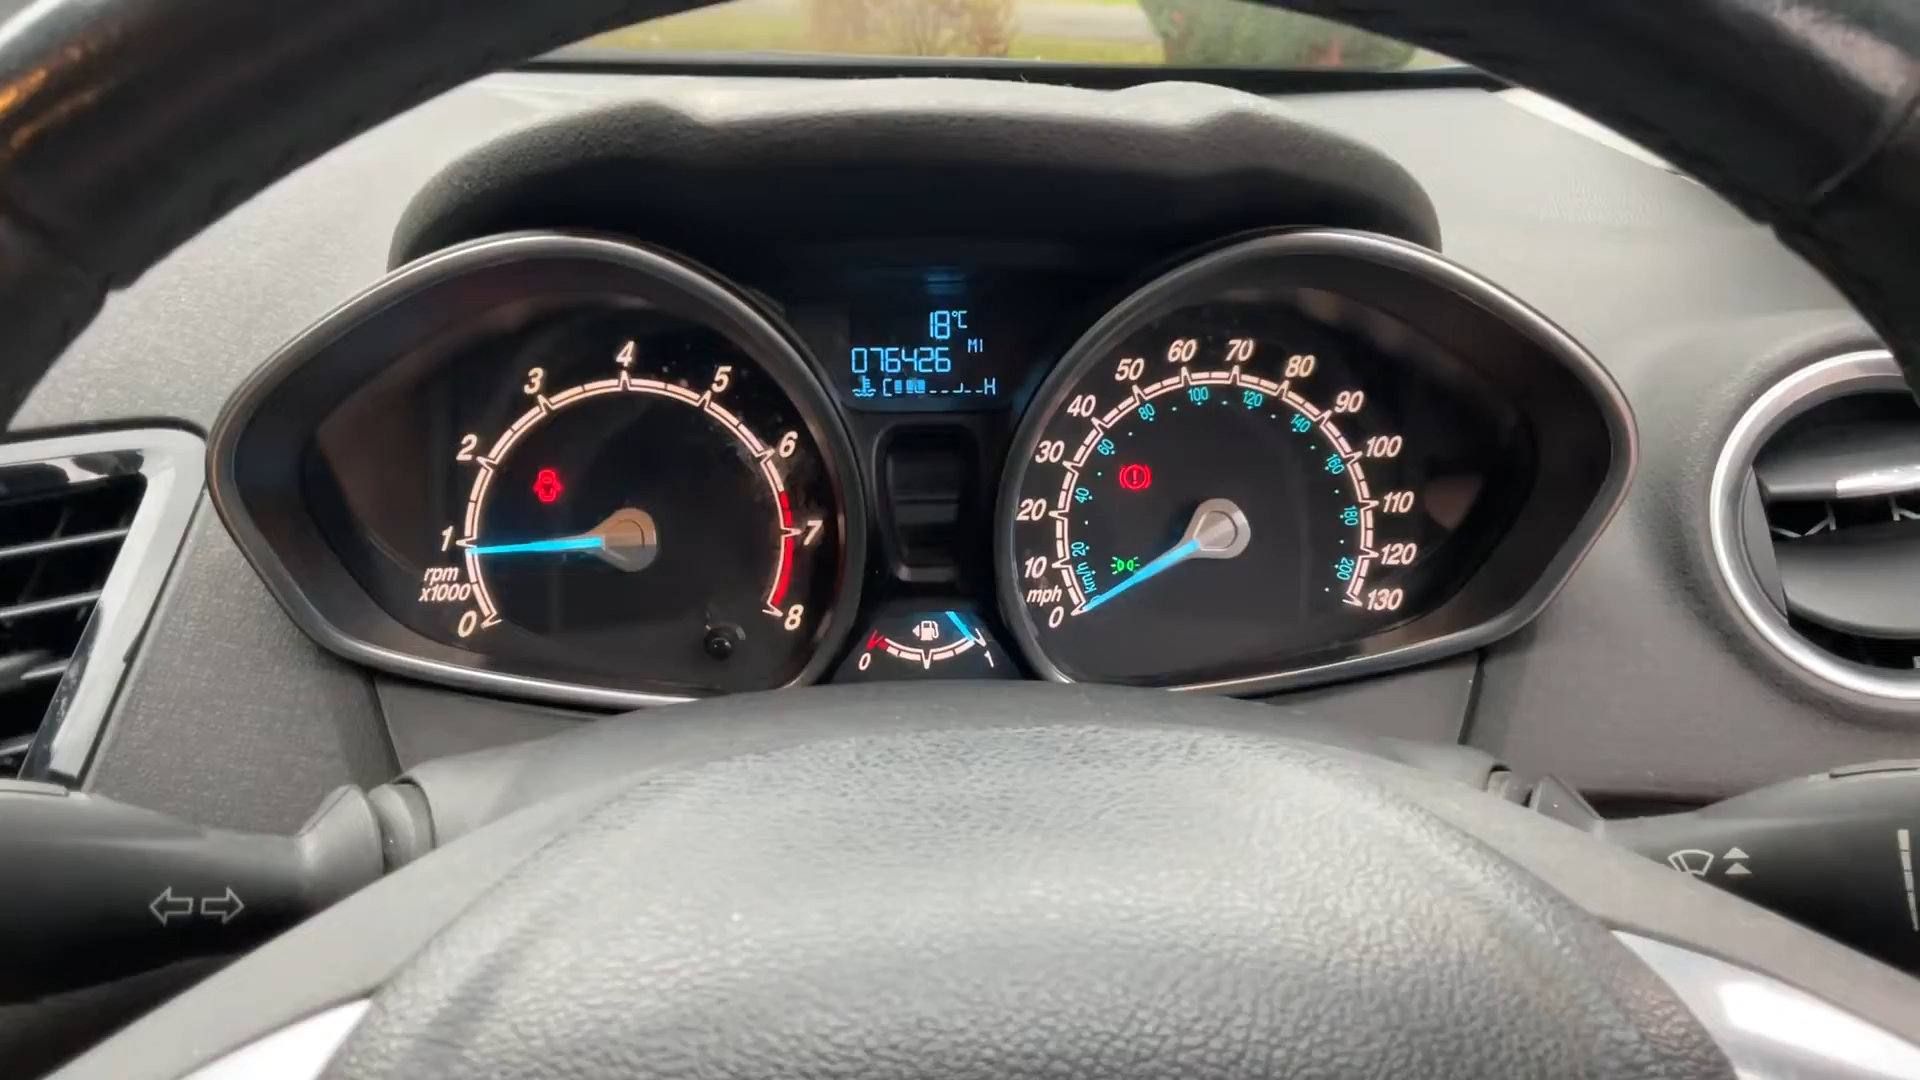 18°C
076426 MI
C H
0 1 2 3 4 5 6 7 8
rpm
x1000
0 10 20 30 40 50 60 70 80 90 100 110 120 130
mph
20 40 60 80 100 120 140 160 180 200
km/h
0 1